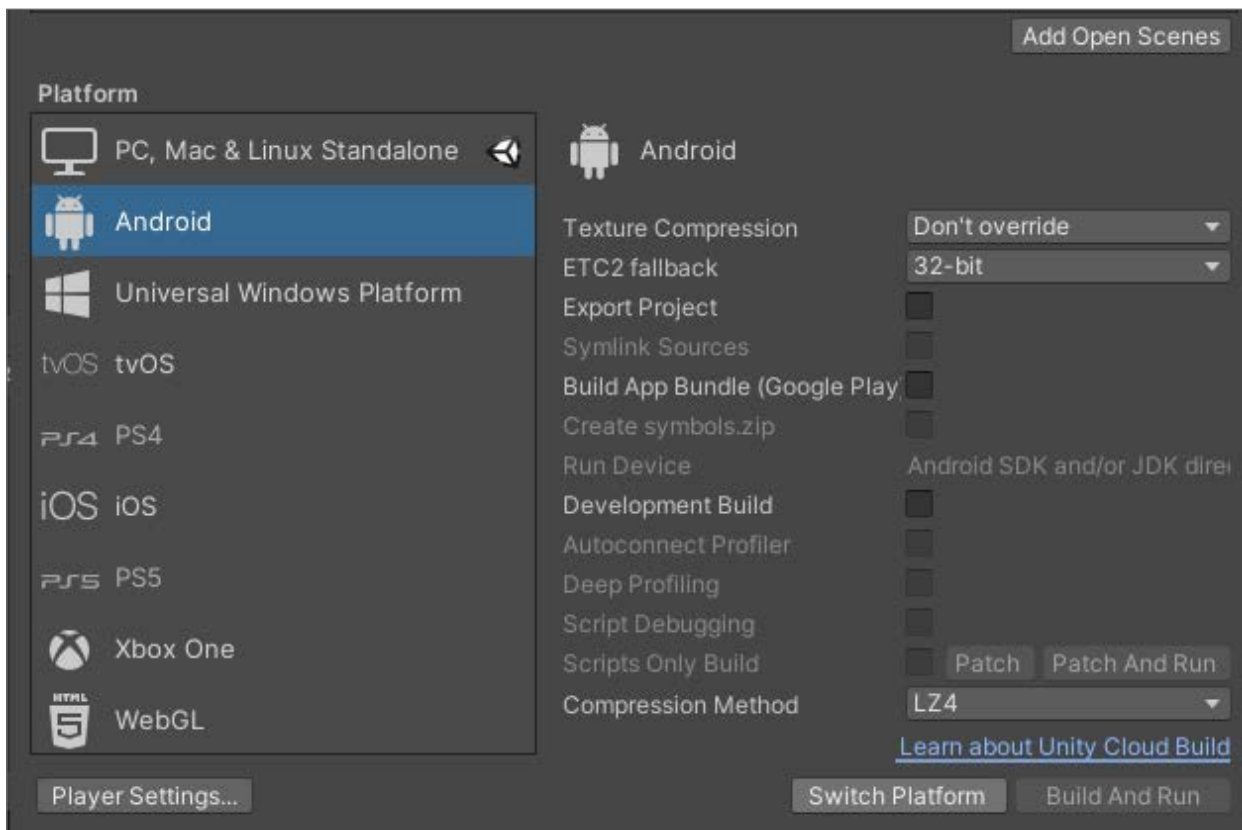 Add Open Scenes
Platform
PC, Mac & Linux Standalone
Android
Universal Windows Platform
tvOS tvOS
PS4 PS4
iOS iOS
PS5 PS5
Xbox One
HTML
5 WebGL
Android
Texture Compression Don't override
ETC2 fallback 32-bit
Export Project
Symlink Sources
Build App Bundle (Google Play)
Create symbols.zip
Run Device Android SDK and/or JDK dire
Development Build
Autoconnect Profiler
Deep Profiling
Script Debugging
Scripts Only Build Patch Patch And Run
Compression Method LZ4
Learn about Unity Cloud Build
Player Settings... Switch Platform Build And Run